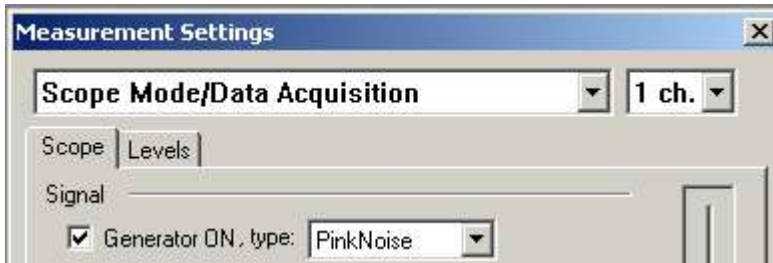 Measurement Settings
Scope Mode/Data Acquisition 1 ch.
Scope Levels
Signal
Generator ON, type: PinkNoise